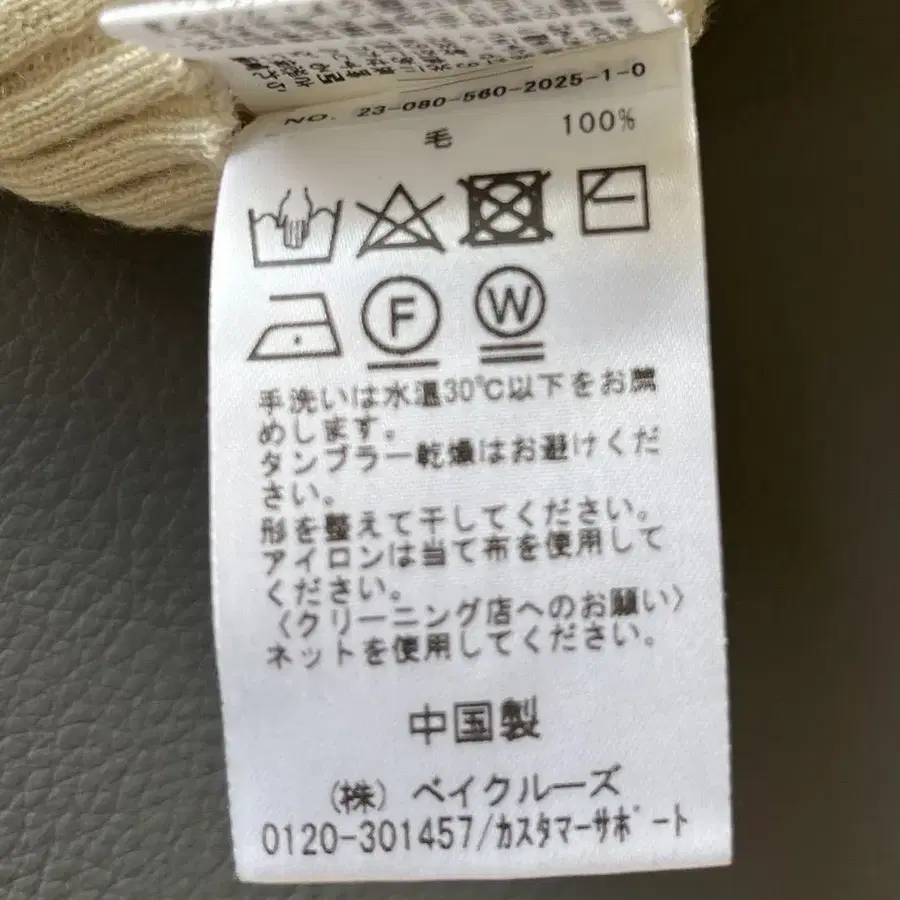 NO. 23-080-560-2025-1-0
毛 100%
F W
手洗いは水温30℃以下をお薦
めします。
タンブラー乾燥はお避けくだ
さい。
形を整えて干してください。
アイロンは当て布を使用して
ください。
〈クリーニング店へのお願い〉
ネットを使用してください。
中国製
(株) ベイクルーズ
0120-301457/カスタマーサポート